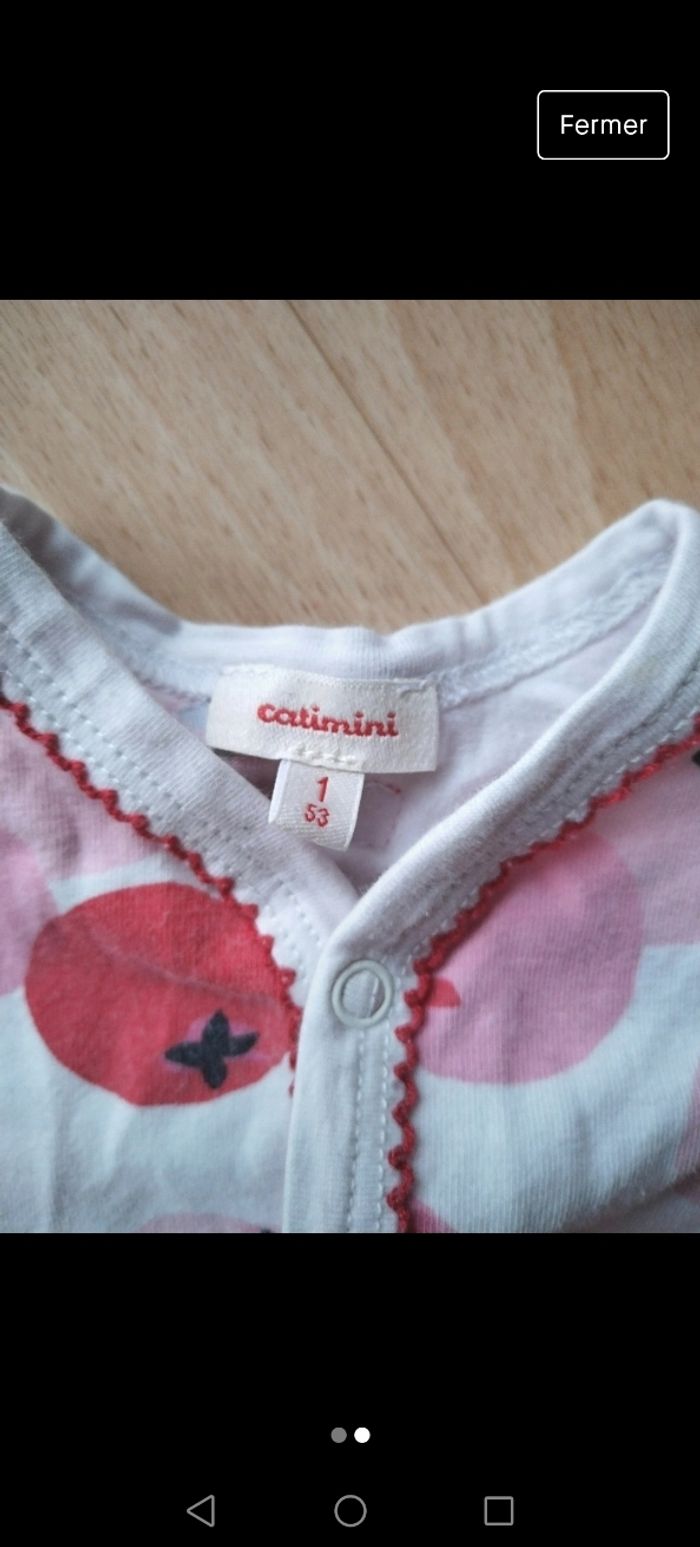 Fermer
catimini
1
53